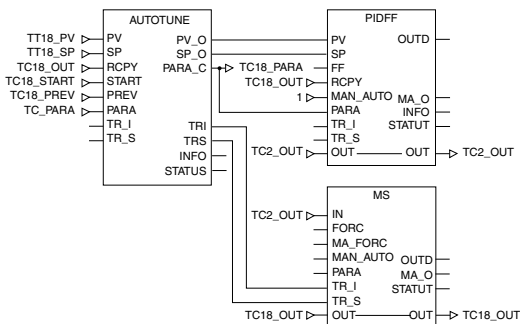 AUTOTUNE
TT18_PV PV PV_O
TT18_SP SP SP_O
TC18_OUT RCPY PARA_C
TC18_START START
TC18_PREV PREV
TC_PARA PARA
TR_I TRI
TR_S TRS
INFO
STATUS
PIDFF
PV OUTD
SP
TC18_PARA FF
TC18_OUT RCPY
1 MAN_AUTO MA_O
PARA INFO
TR_I STATUT
TR_S
TC2_OUT OUT OUT TC2_OUT
MS
TC2_OUT IN
FORC
MA_FORC
MAN_AUTO OUTD
PARA MA_O
TR_I STATUT
TR_S
TC18_OUT OUT OUT TC18_OUT